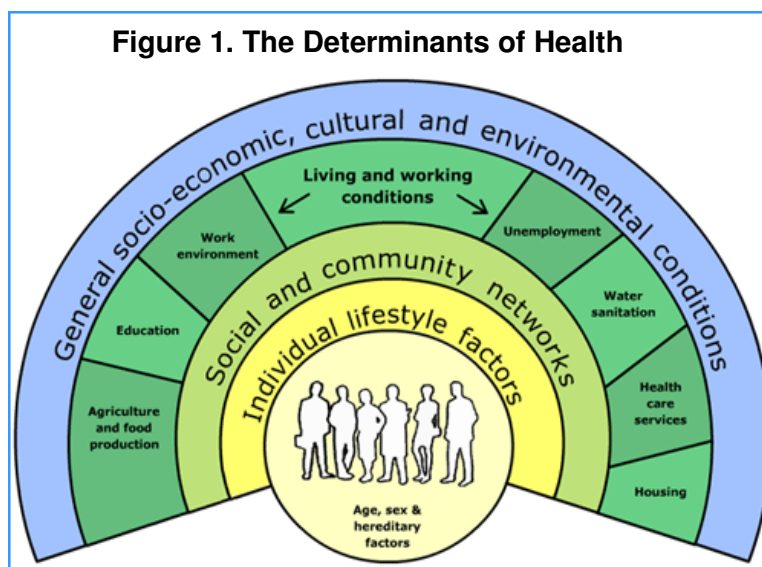 Figure 1. The Determinants of Health
General socio-economic, cultural and environmental conditions
Living and working
conditions
Work
environment
Unemployment
Education
Water
sanitation
Agriculture
and food
production
Health
care
services
Housing
Social and community networks
Individual lifestyle factors
Age, sex &
hereditary
factors